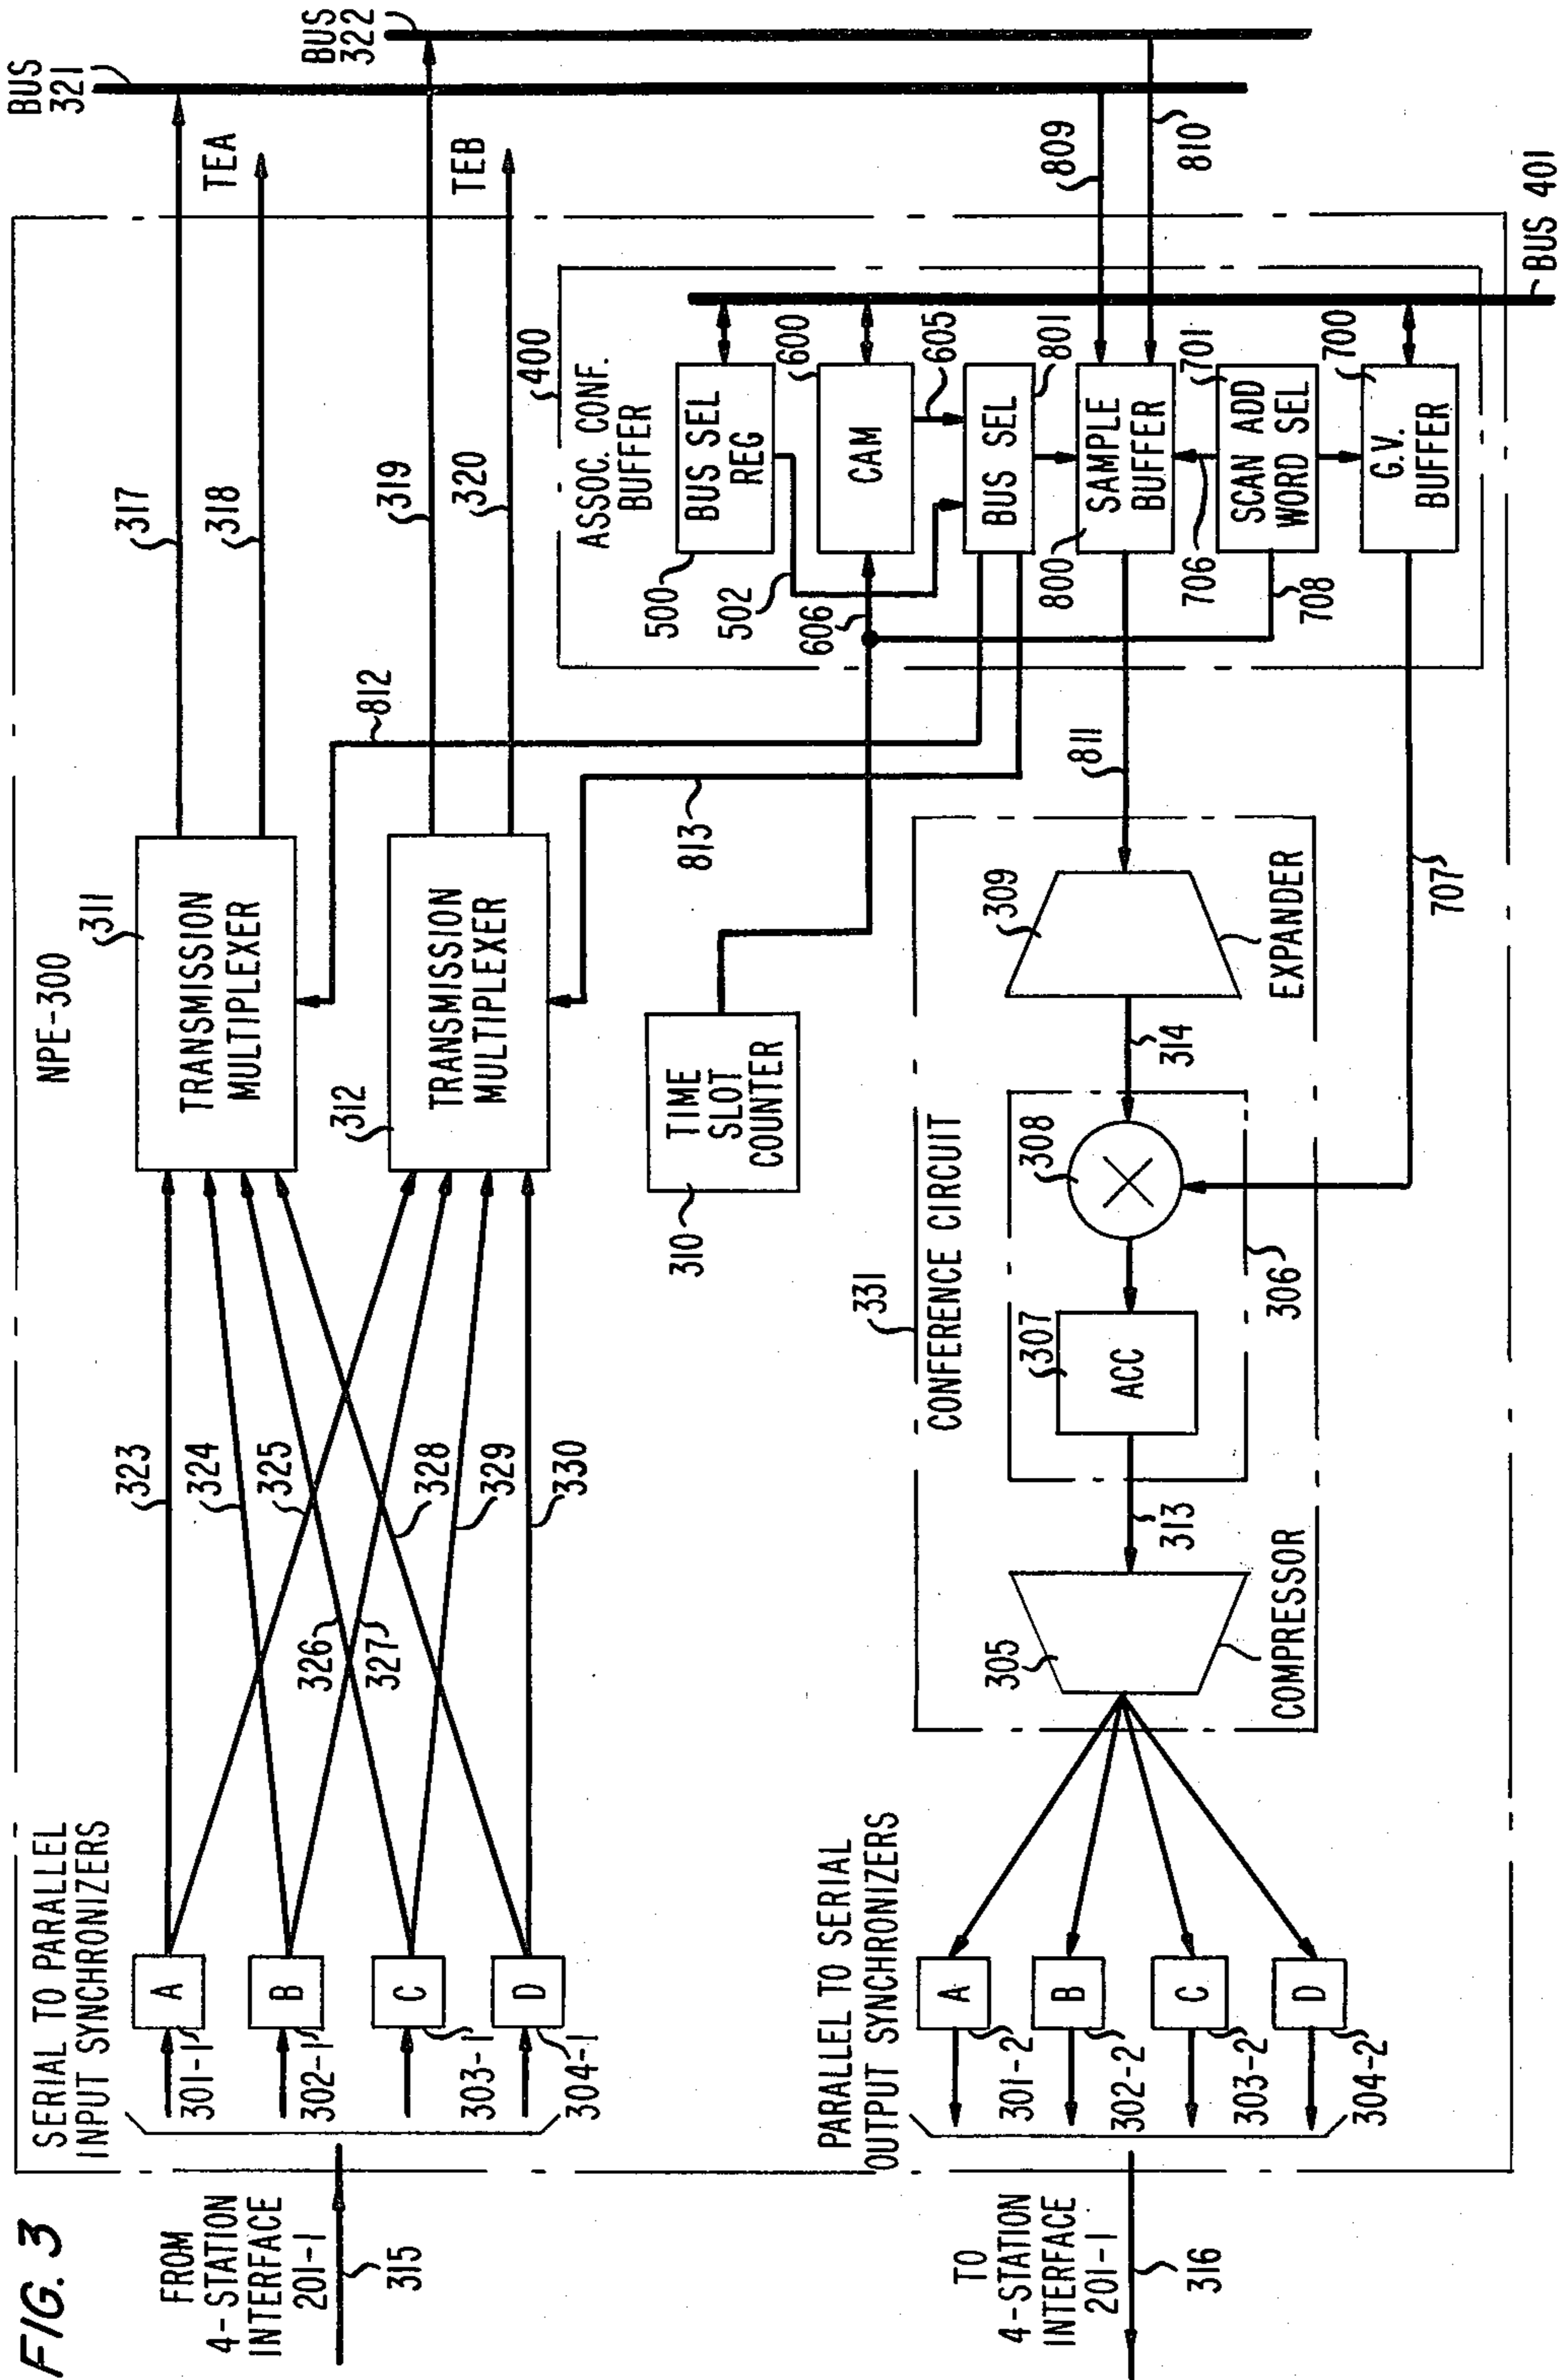 FIG. 3
NPE-300
SERIAL TO PARALLEL
INPUT SYNCHRONIZERS
FROM
4-STATION
INTERFACE
201-1
315
A
301-1
B
302-1
C
303-1
D
304-1
323
324
325
326
327
328
329
330
311
TRANSMISSION
MULTIPLEXER
312
TRANSMISSION
MULTIPLEXER
317
318
TEA
319
320
TEB
BUS
321
BUS
322
812
813
310
TIME
SLOT
COUNTER
400
ASSOC. CONF.
BUFFER
500
BUS SEL
REG
502
600
CAM
605
606
BUS SEL
801
800
SAMPLE
BUFFER
706
701
SCAN ADD
WORD SEL
708
700
G.V.
BUFFER
809
810
BUS 401
811
707
331
CONFERENCE CIRCUIT
309
EXPANDER
314
308
306
307
ACC
313
305
COMPRESSOR
PARALLEL TO SERIAL
OUTPUT SYNCHRONIZERS
A
301-2
B
302-2
C
303-2
D
304-2
TO
4-STATION
INTERFACE
201-1
316